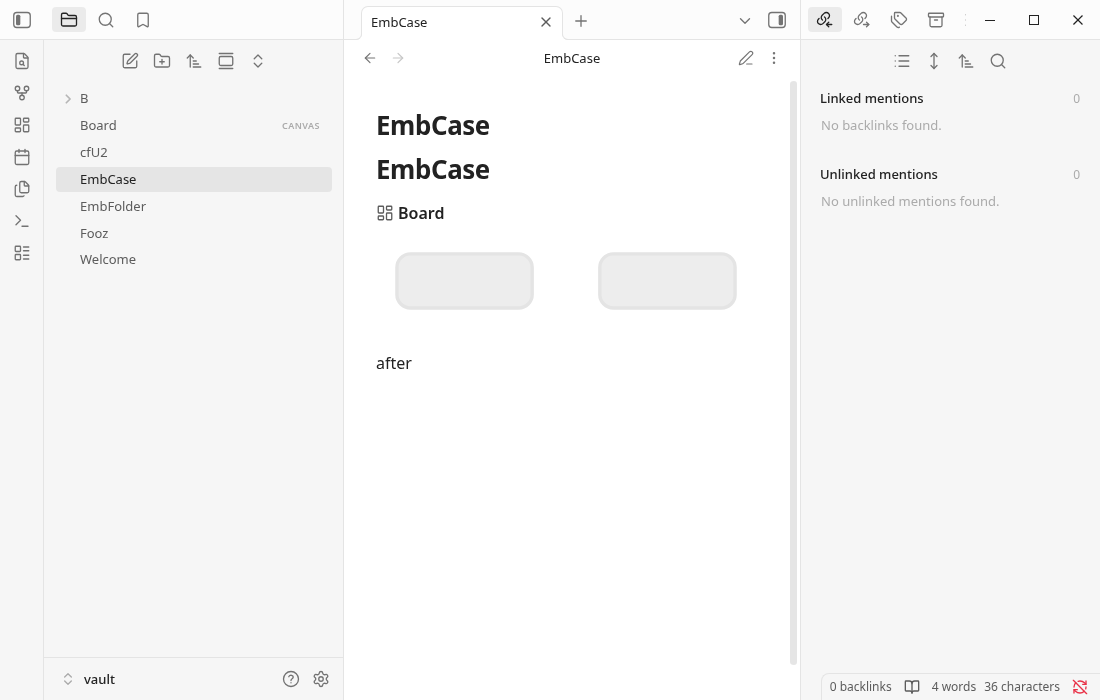 EmbCase
EmbCase
B
Board CANVAS
cfU2
EmbCase
EmbFolder
Fooz
Welcome
vault
EmbCase
EmbCase
Board
after
Linked mentions 0
No backlinks found.
Unlinked mentions 0
No unlinked mentions found.
0 backlinks 4 words 36 characters